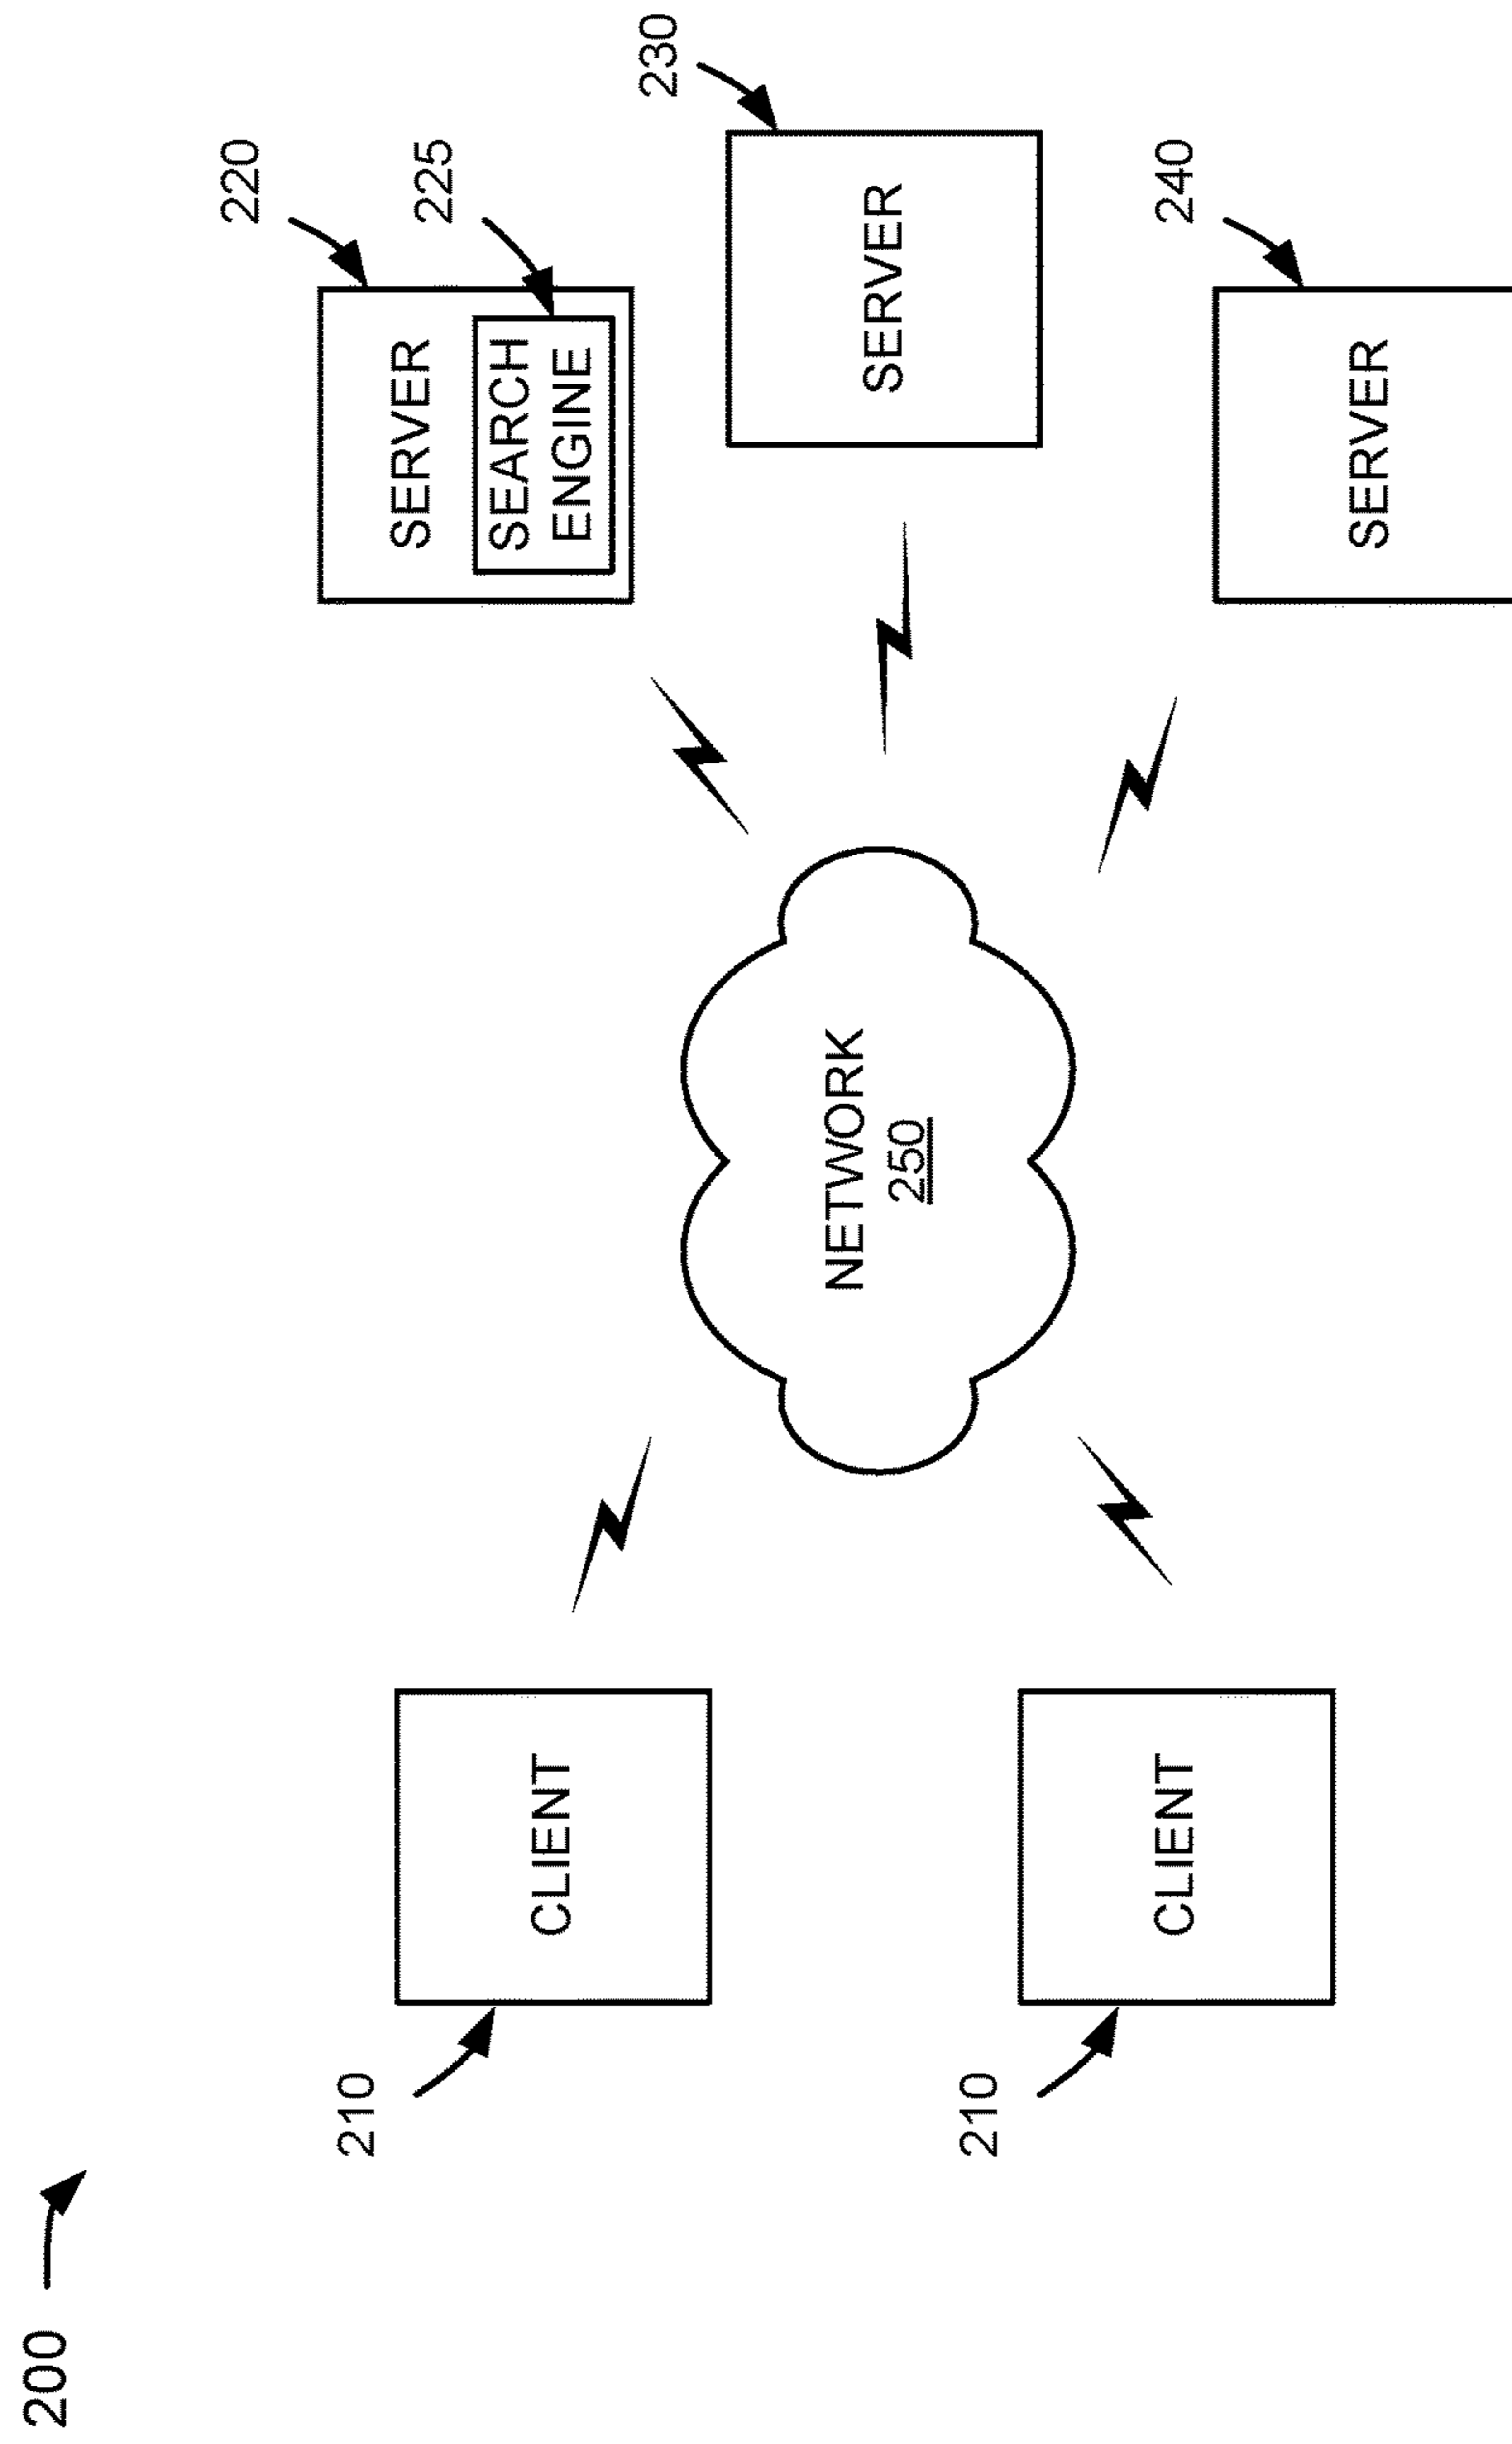 200
210
CLIENT
210
CLIENT
NETWORK
250
220
SERVER
225
SEARCH
ENGINE
230
SERVER
240
SERVER